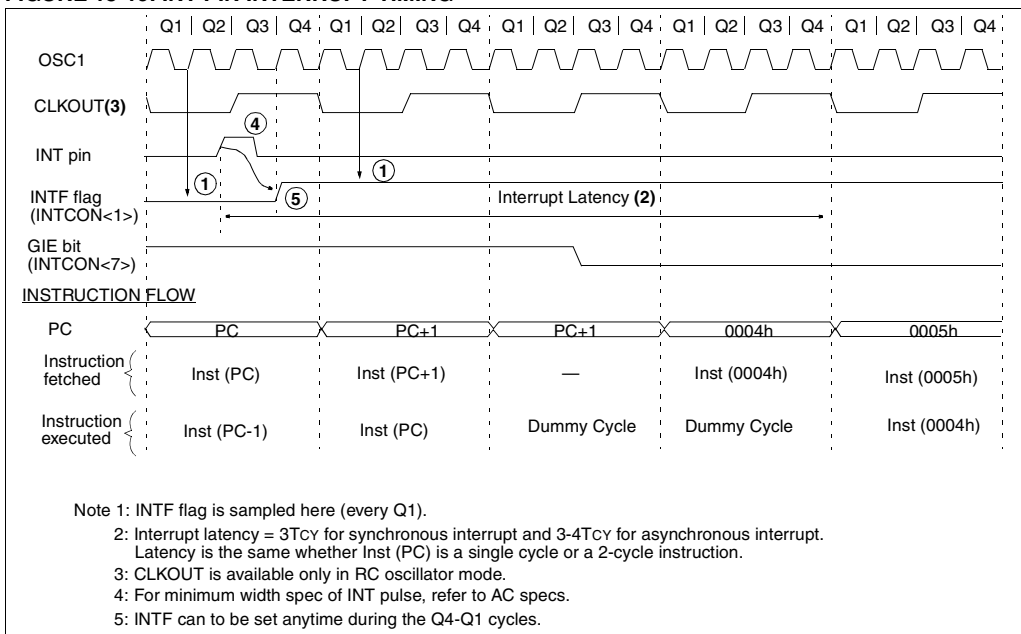 Q1 | Q2 | Q3 | Q4 Q1 | Q2 | Q3 | Q4 Q1 | Q2 | Q3 | Q4 Q1 | Q2 | Q3 | Q4 Q1 | Q2 | Q3 | Q4
OSC1
CLKOUT(3)
4
INT pin
1
1
INTF flag
(INTCON<1>)
5
Interrupt Latency (2)
GIE bit
(INTCON<7>)
INSTRUCTION FLOW
PC PC PC+1 PC+1 0004h 0005h
Instruction
fetched
Inst (PC) Inst (PC+1) — Inst (0004h) Inst (0005h)
Instruction
executed
Inst (PC-1) Inst (PC) Dummy Cycle Dummy Cycle Inst (0004h)
Note 1: INTF flag is sampled here (every Q1).
2: Interrupt latency = 3TCY for synchronous interrupt and 3-4TCY for asynchronous interrupt.
Latency is the same whether Inst (PC) is a single cycle or a 2-cycle instruction.
3: CLKOUT is available only in RC oscillator mode.
4: For minimum width spec of INT pulse, refer to AC specs.
5: INTF can to be set anytime during the Q4-Q1 cycles.